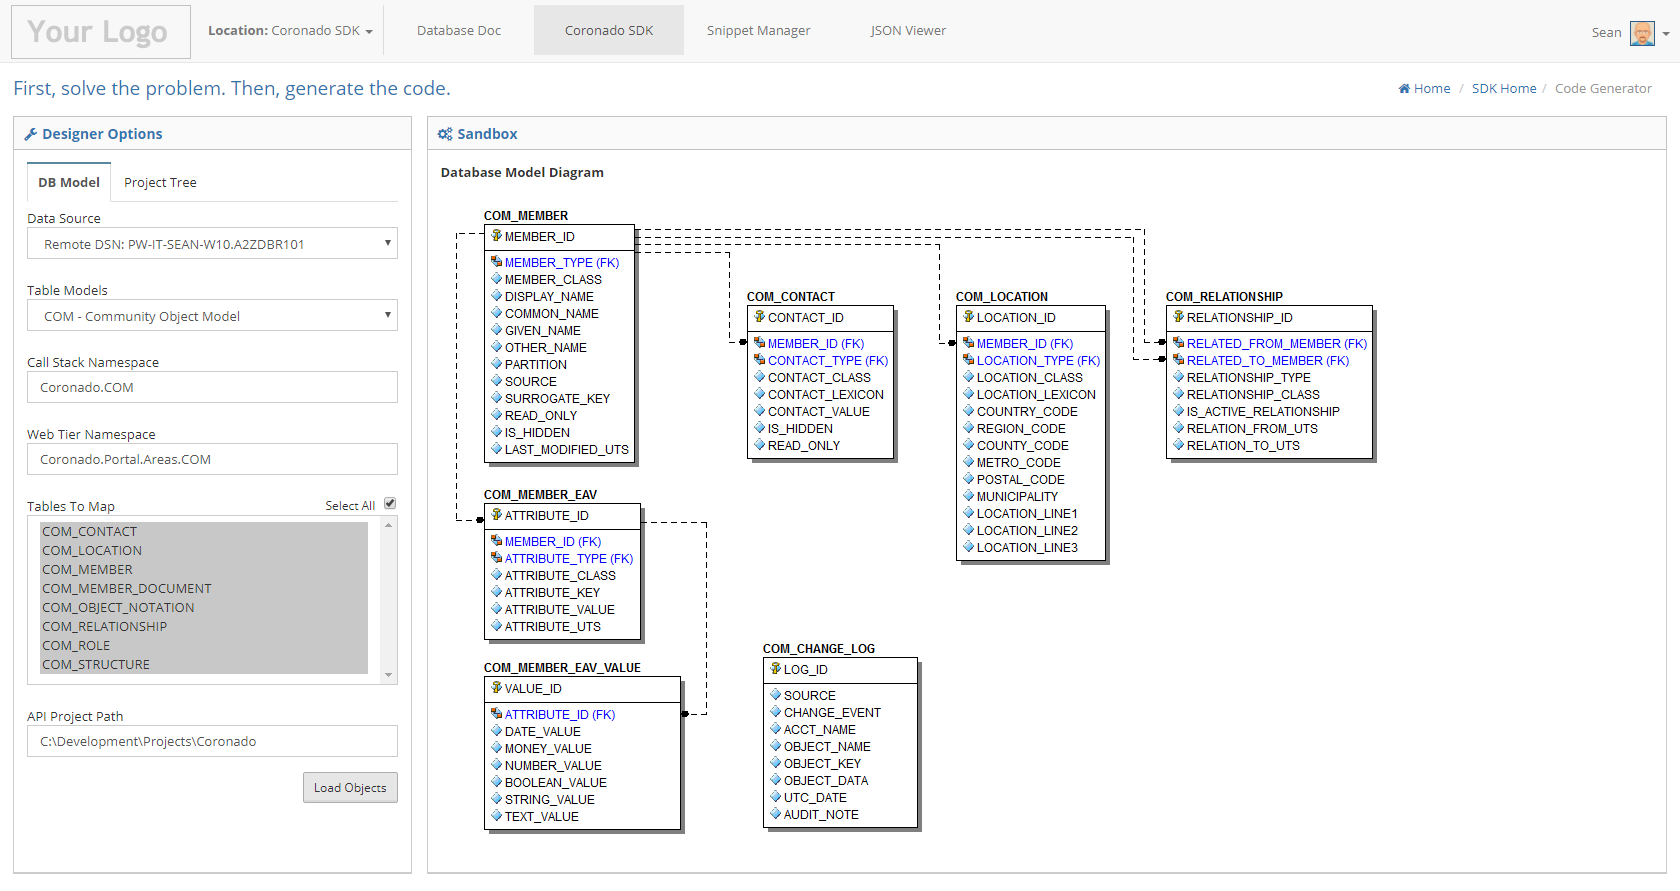 Your Logo
Location: Coronado SDK
Database Doc
Coronado SDK
Snippet Manager
JSON Viewer
Sean
First, solve the problem. Then, generate the code.
Home / SDK Home / Code Generator
Designer Options
DB Model
Project Tree
Data Source
Remote DSN: PW-IT-SEAN-W10.A2ZDBR101
Table Models
COM - Community Object Model
Call Stack Namespace
Coronado.COM
Web Tier Namespace
Coronado.Portal.Areas.COM
Tables To Map
Select All
COM_CONTACT
COM_LOCATION
COM_MEMBER
COM_MEMBER_DOCUMENT
COM_OBJECT_NOTATION
COM_RELATIONSHIP
COM_ROLE
COM_STRUCTURE
API Project Path
C:\Development\Projects\Coronado
Load Objects
Sandbox
Database Model Diagram
COM_MEMBER
MEMBER_ID
MEMBER_TYPE (FK)
MEMBER_CLASS
DISPLAY_NAME
COMMON_NAME
GIVEN_NAME
OTHER_NAME
PARTITION
SOURCE
SURROGATE_KEY
READ_ONLY
IS_HIDDEN
LAST_MODIFIED_UTS
COM_CONTACT
CONTACT_ID
MEMBER_ID (FK)
CONTACT_TYPE (FK)
CONTACT_CLASS
CONTACT_LEXICON
CONTACT_VALUE
IS_HIDDEN
READ_ONLY
COM_LOCATION
LOCATION_ID
MEMBER_ID (FK)
LOCATION_TYPE (FK)
LOCATION_CLASS
LOCATION_LEXICON
COUNTRY_CODE
REGION_CODE
COUNTY_CODE
METRO_CODE
POSTAL_CODE
MUNICIPALITY
LOCATION_LINE1
LOCATION_LINE2
LOCATION_LINE3
COM_RELATIONSHIP
RELATIONSHIP_ID
RELATED_FROM_MEMBER (FK)
RELATED_TO_MEMBER (FK)
RELATIONSHIP_TYPE
RELATIONSHIP_CLASS
IS_ACTIVE_RELATIONSHIP
RELATION_FROM_UTS
RELATION_TO_UTS
COM_MEMBER_EAV
ATTRIBUTE_ID
MEMBER_ID (FK)
ATTRIBUTE_TYPE (FK)
ATTRIBUTE_CLASS
ATTRIBUTE_KEY
ATTRIBUTE_VALUE
ATTRIBUTE_UTS
COM_MEMBER_EAV_VALUE
VALUE_ID
ATTRIBUTE_ID (FK)
DATE_VALUE
MONEY_VALUE
NUMBER_VALUE
BOOLEAN_VALUE
STRING_VALUE
TEXT_VALUE
COM_CHANGE_LOG
LOG_ID
SOURCE
CHANGE_EVENT
ACCT_NAME
OBJECT_NAME
OBJECT_KEY
OBJECT_DATA
UTC_DATE
AUDIT_NOTE